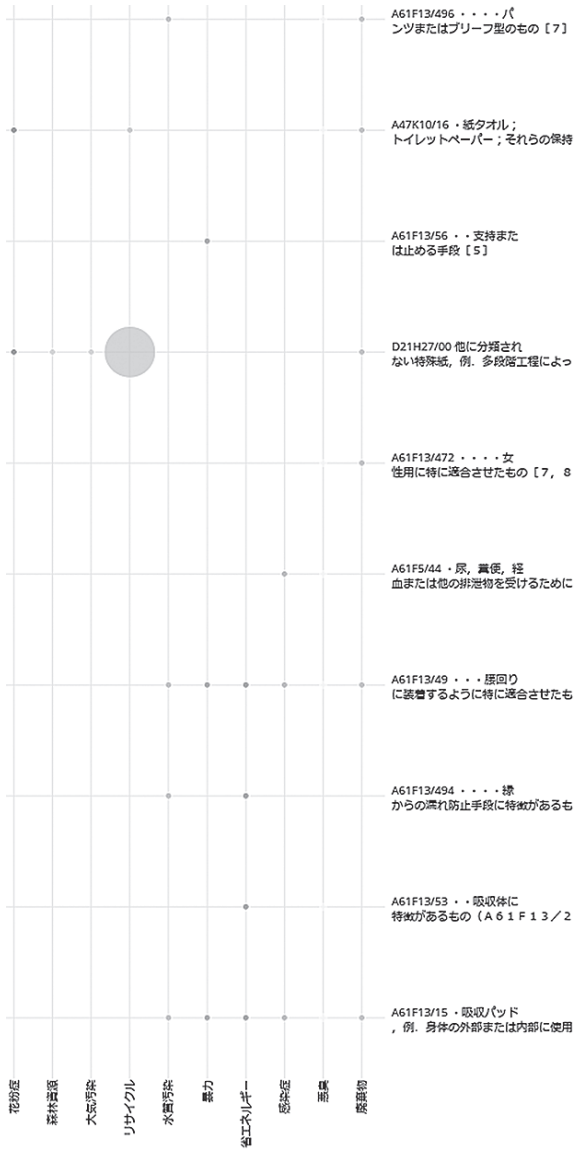 A61F13/496 ・・・・パ
ンツまたはブリーフ型のもの［７］
A47K10/16 ・紙タオル；
トイレットペーパー；それらの保持
A61F13/56 ・・支持また
は止める手段［５］
D21H27/00 他に分類され
ない特殊紙，例．多段階工程によっ
A61F13/472 ・・・・女
性用に特に適合させたもの［７，８
A61F5/44 ・尿，糞便，経
血または他の排泄物を受けるために
A61F13/49 ・・・腰回り
に装着するように特に適合させたも
A61F13/494 ・・・・縁
からの漏れ防止手段に特徴があるも
A61F13/53 ・・吸収体に
特徴があるもの（Ａ６１Ｆ１３／２
A61F13/15 ・吸収パッド
，例．身体の外部または内部に使用
花粉症
森林資源
大気汚染
リサイクル
水質汚染
暴力
省エネルギー
感染症
悪臭
廃棄物